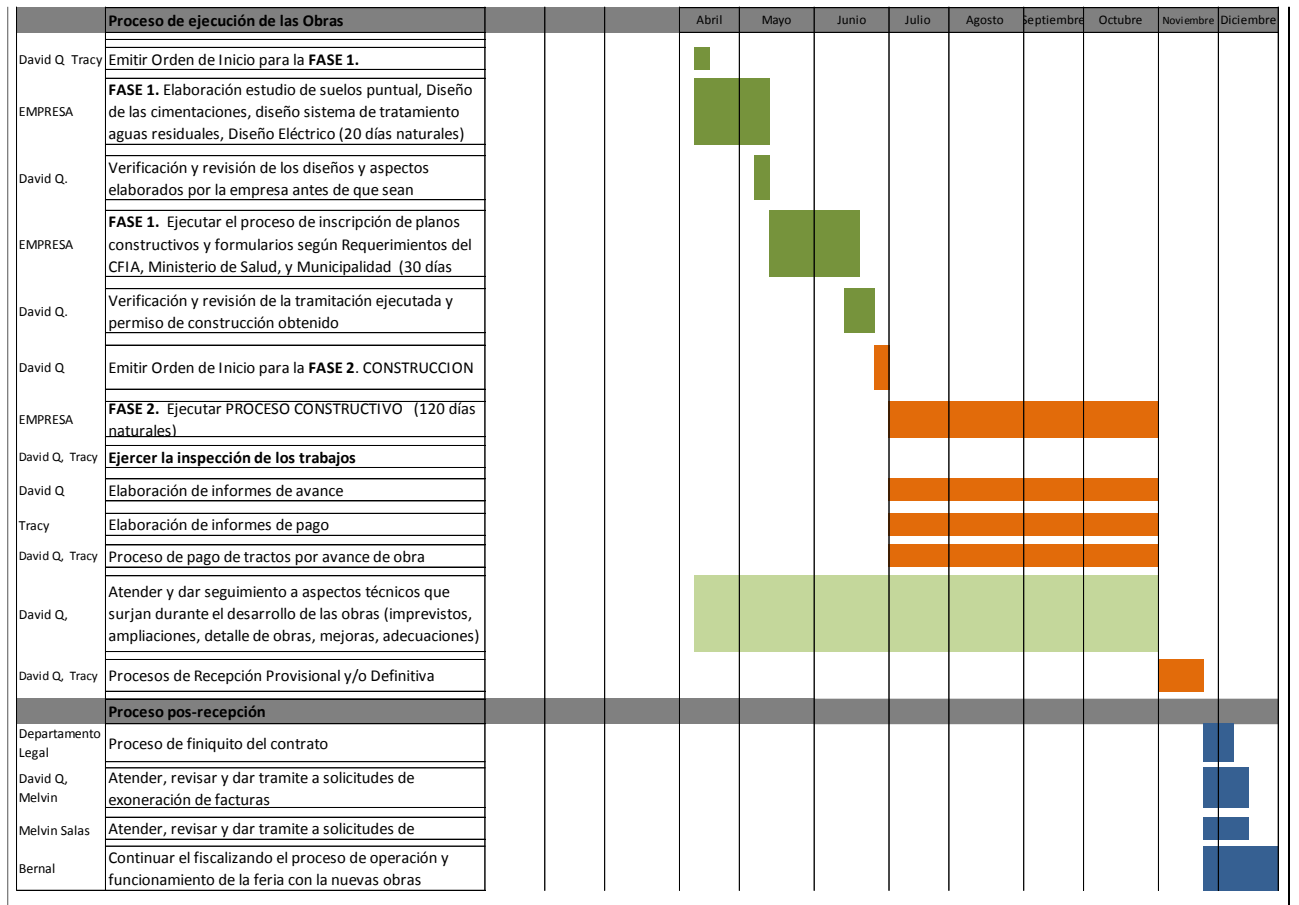 Proceso de ejecución de las Obras Abril Mayo Junio Julio Agosto Septiembre Octubre Noviembre Diciembre
David Q Tracy Emitir Orden de Inicio para la FASE 1.
EMPRESA
FASE 1. Elaboración estudio de suelos puntual, Diseño
de las cimentaciones, diseño sistema de tratamiento
aguas residuales, Diseño Eléctrico (20 días naturales)
David Q.
Verificación y revisión de los diseños y aspectos
elaborados por la empresa antes de que sean
EMPRESA
FASE 1. Ejecutar el proceso de inscripción de planos
constructivos y formularios según Requerimientos del
CFIA, Ministerio de Salud, y Municipalidad (30 días
David Q.
Verificación y revisión de la tramitación ejecutada y
permiso de construcción obtenido
David Q Emitir Orden de Inicio para la FASE 2. CONSTRUCCION
EMPRESA
FASE 2. Ejecutar PROCESO CONSTRUCTIVO (120 días
naturales)
David Q, Tracy Ejercer la inspección de los trabajos
David Q Elaboración de informes de avance
Tracy Elaboración de informes de pago
David Q, Tracy Proceso de pago de tractos por avance de obra
David Q,
Atender y dar seguimiento a aspectos técnicos que
surjan durante el desarrollo de las obras (imprevistos,
ampliaciones, detalle de obras, mejoras, adecuaciones)
David Q, Tracy Procesos de Recepción Provisional y/o Definitiva
Proceso pos-recepción
Departamento
Legal
Proceso de finiquito del contrato
David Q,
Melvin
Atender, revisar y dar tramite a solicitudes de
exoneración de facturas
Melvin Salas Atender, revisar y dar tramite a solicitudes de
Bernal
Continuar el fiscalizando el proceso de operación y
funcionamiento de la feria con la nuevas obras